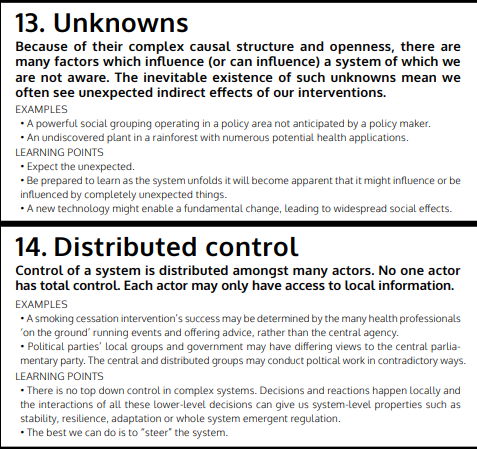 13. Unknowns
Because of their complex causal structure and openness, there are
many factors which influence (or can influence) a system of which we
are not aware. The inevitable existence of such unknowns mean we
often see unexpected indirect effects of our interventions.
EXAMPLES
• A powerful social grouping operating in a policy area not anticipated by a policy maker.
• An undiscovered plant in a rainforest with numerous potential health applications.
LEARNING POINTS
• Expect the unexpected.
• Be prepared to learn as the system unfolds it will become apparent that it might influence or be
influenced by completely unexpected things.
• A new technology might enable a fundamental change, leading to widespread social effects.
14. Distributed control
Control of a system is distributed amongst many actors. No one actor
has total control. Each actor may only have access to local information.
EXAMPLES
• A smoking cessation intervention's success may be determined by the many health professionals
'on the ground' running events and offering advice, rather than the central agency.
• Political parties' local groups and government may have differing views to the central parlia-
mentary party. The central and distributed groups may conduct poltical work in contradictory ways.
LEARNING POINTS
• There is no top down control in complex systems. Decisions and reactions happen locally and
the interactions of all these lower-level decisions can give us system-level properties such as
stability, resilience, adaptation or whole system emergent regulation.
• The best we can do is to "steer" the system.